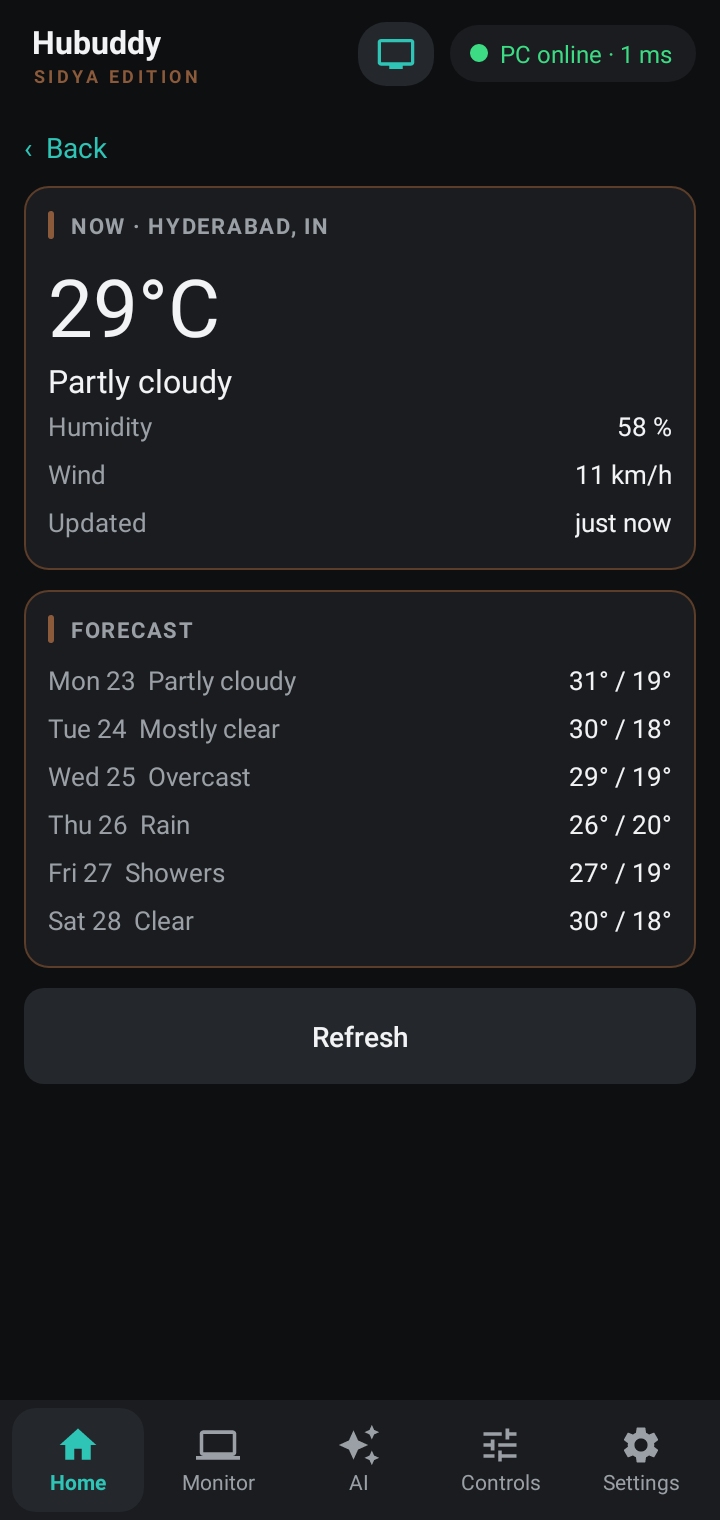 Hubuddy
SIDYA EDITION
PC online · 1 ms
‹ Back
NOW · HYDERABAD, IN
29°C
Partly cloudy
Humidity 58 %
Wind 11 km/h
Updated just now
FORECAST
Mon 23 Partly cloudy 31° / 19°
Tue 24 Mostly clear 30° / 18°
Wed 25 Overcast 29° / 19°
Thu 26 Rain 26° / 20°
Fri 27 Showers 27° / 19°
Sat 28 Clear 30° / 18°
Refresh
Home Monitor AI Controls Settings